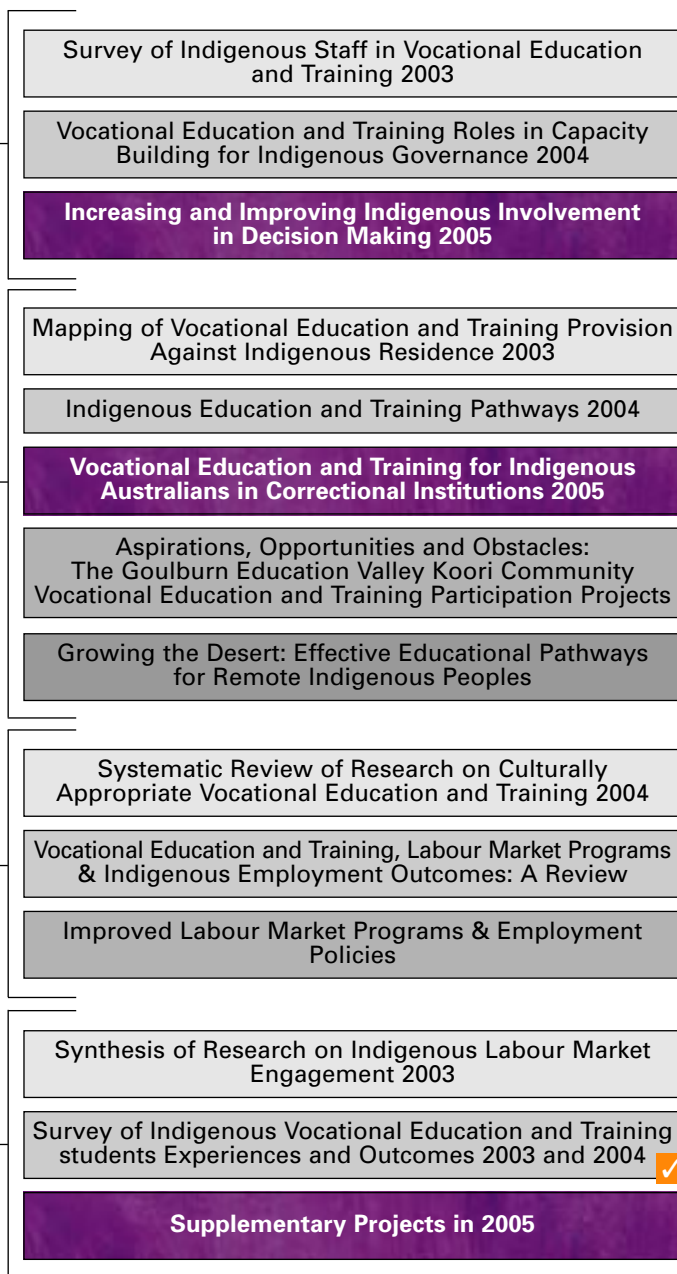 Survey of Indigenous Staff in Vocational Education
and Training 2003
Vocational Education and Training Roles in Capacity
Building for Indigenous Governance 2004
Increasing and Improving Indigenous Involvement
in Decision Making 2005
Mapping of Vocational Education and Training Provision
Against Indigenous Residence 2003
Indigenous Education and Training Pathways 2004
Vocational Education and Training for Indigenous
Australians in Correctional Institutions 2005
Aspirations, Opportunities and Obstacles:
The Goulburn Education Valley Koori Community
Vocational Education and Training Participation Projects
Growing the Desert: Effective Educational Pathways
for Remote Indigenous Peoples
Systematic Review of Research on Culturally
Appropriate Vocational Education and Training 2004
Vocational Education and Training, Labour Market Programs
& Indigenous Employment Outcomes: A Review
Improved Labour Market Programs & Employment
Policies
Synthesis of Research on Indigenous Labour Market
Engagement 2003
Survey of Indigenous Vocational Education and Training
students Experiences and Outcomes 2003 and 2004
Supplementary Projects in 2005